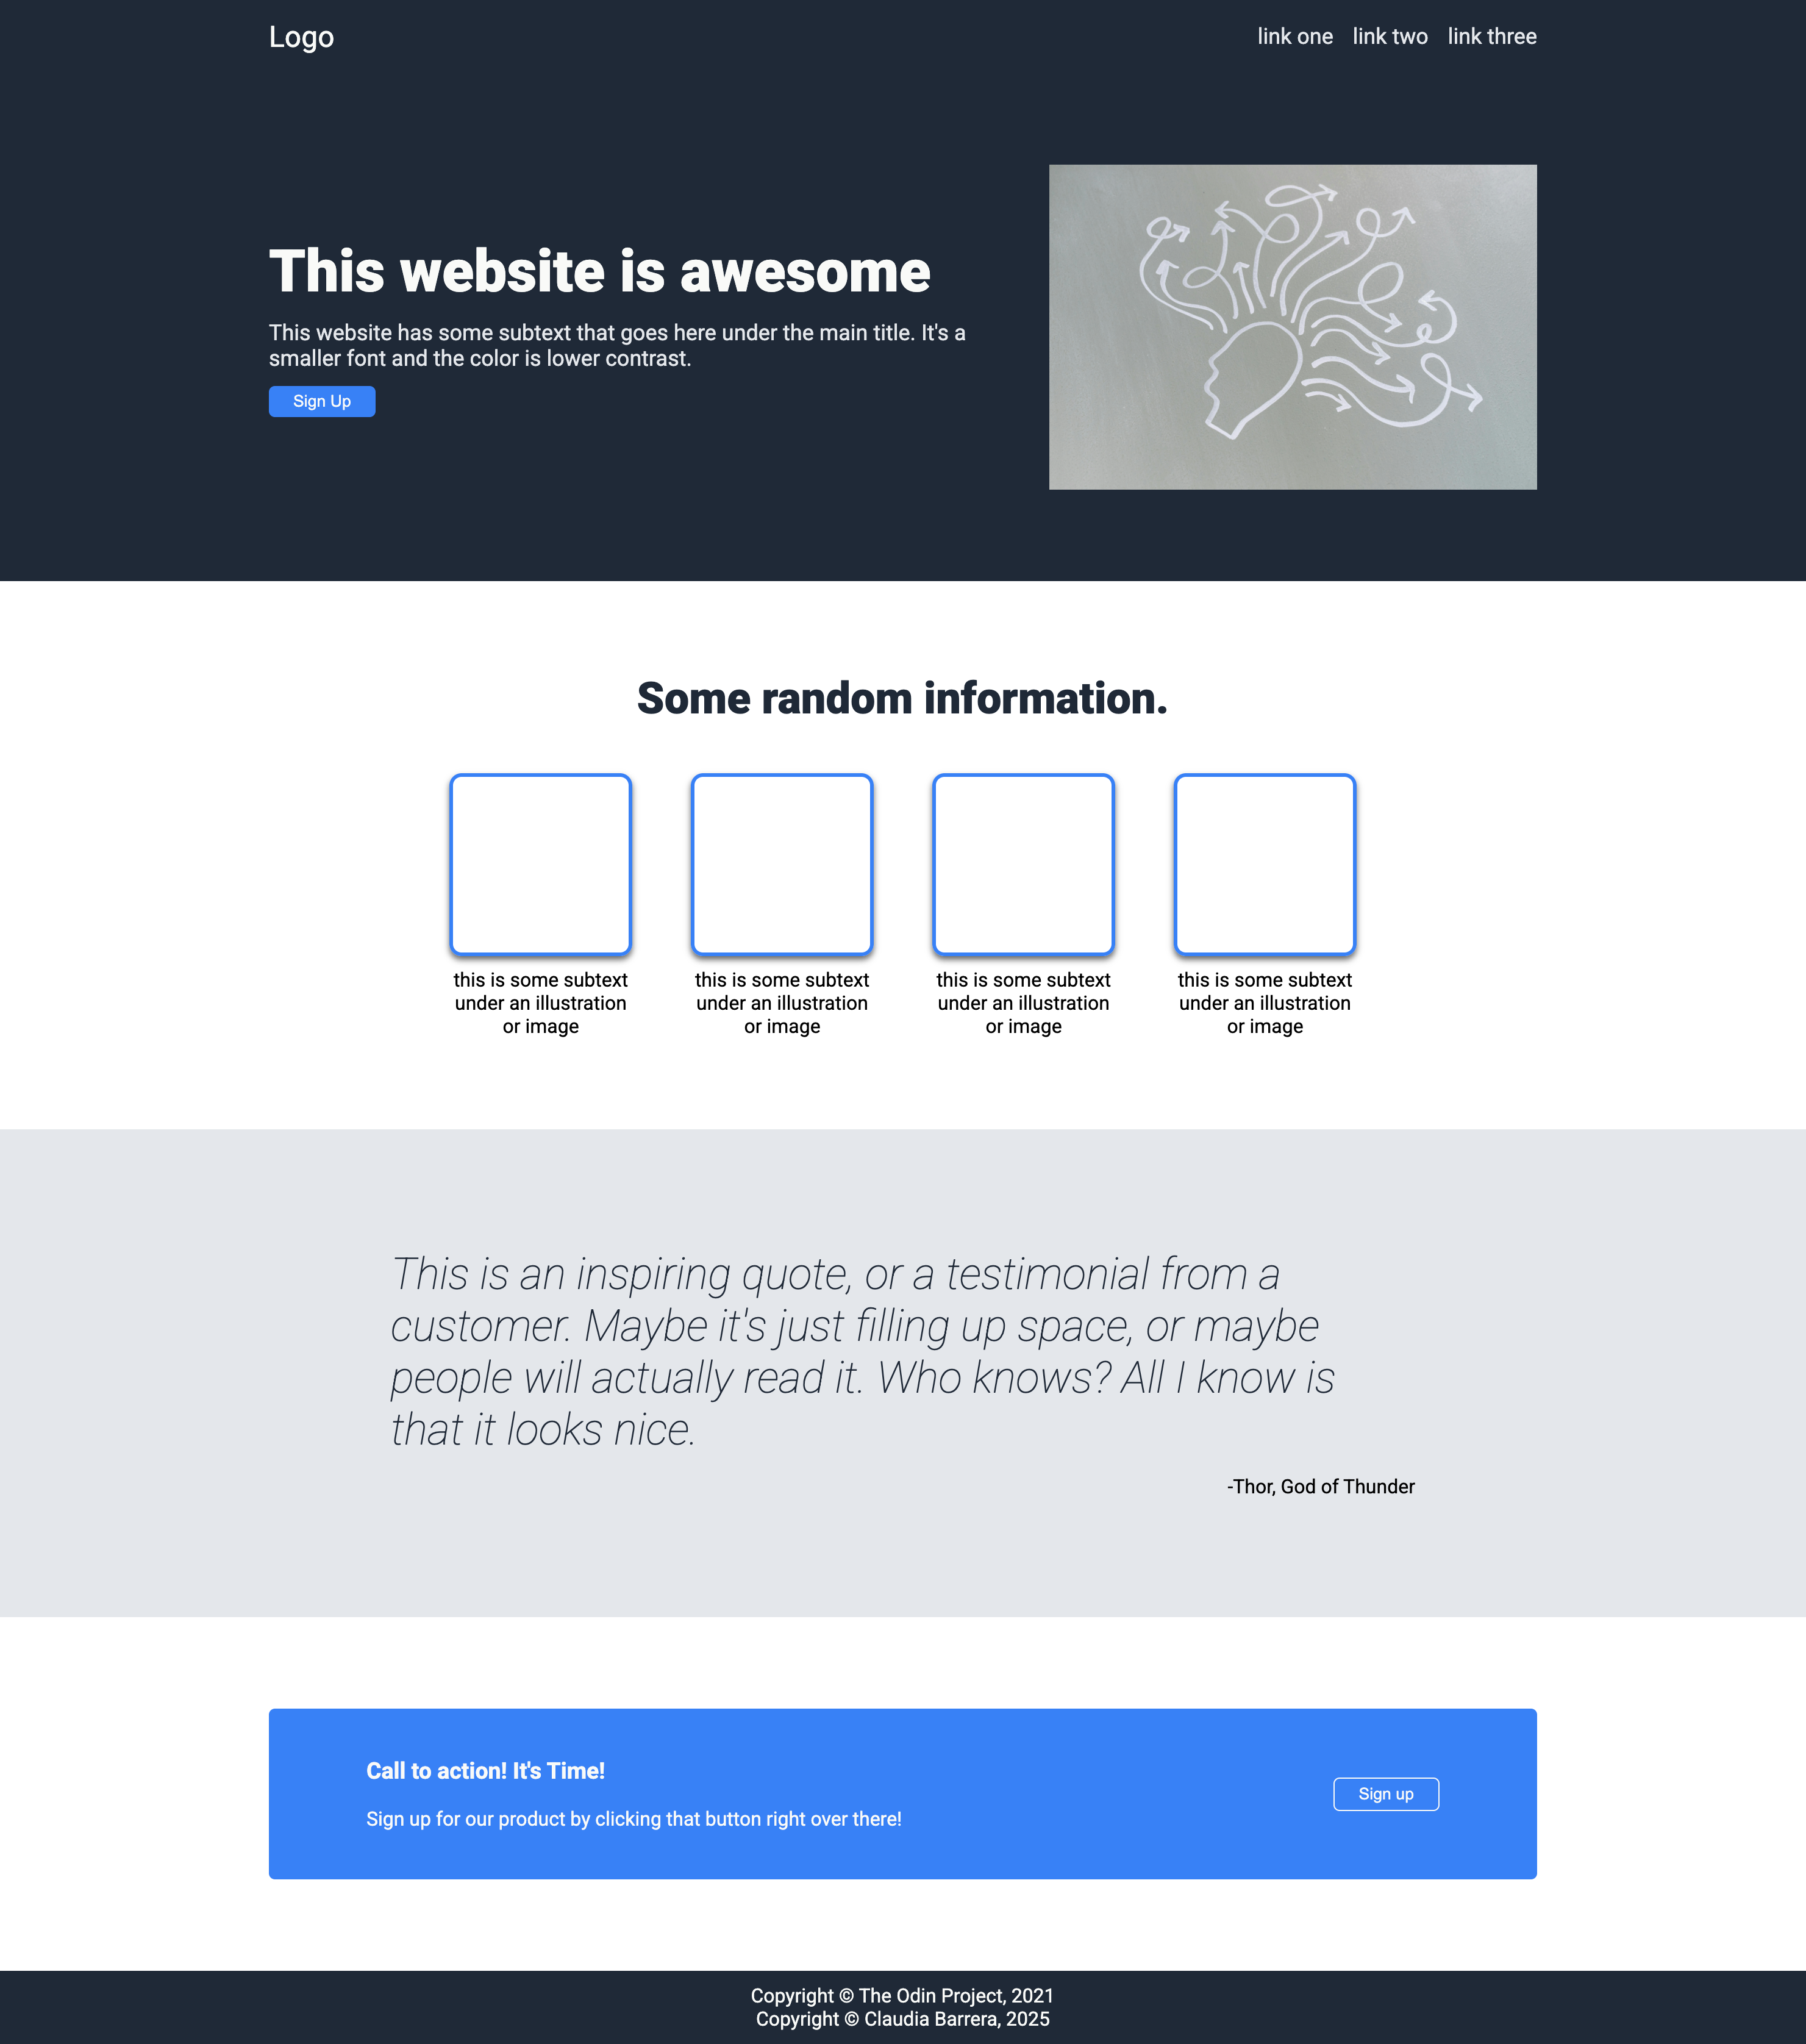 Logo
link one link two link three
This website is awesome
This website has some subtext that goes here under the main title. It's a
smaller font and the color is lower contrast.
Sign Up
Some random information.
this is some subtext
under an illustration
or image
this is some subtext
under an illustration
or image
this is some subtext
under an illustration
or image
this is some subtext
under an illustration
or image
This is an inspiring quote, or a testimonial from a
customer. Maybe it's just filling up space, or maybe
people will actually read it. Who knows? All I know is
that it looks nice.
-Thor, God of Thunder
Call to action! It's Time!
Sign up for our product by clicking that button right over there!
Sign up
Copyright © The Odin Project, 2021
Copyright © Claudia Barrera, 2025